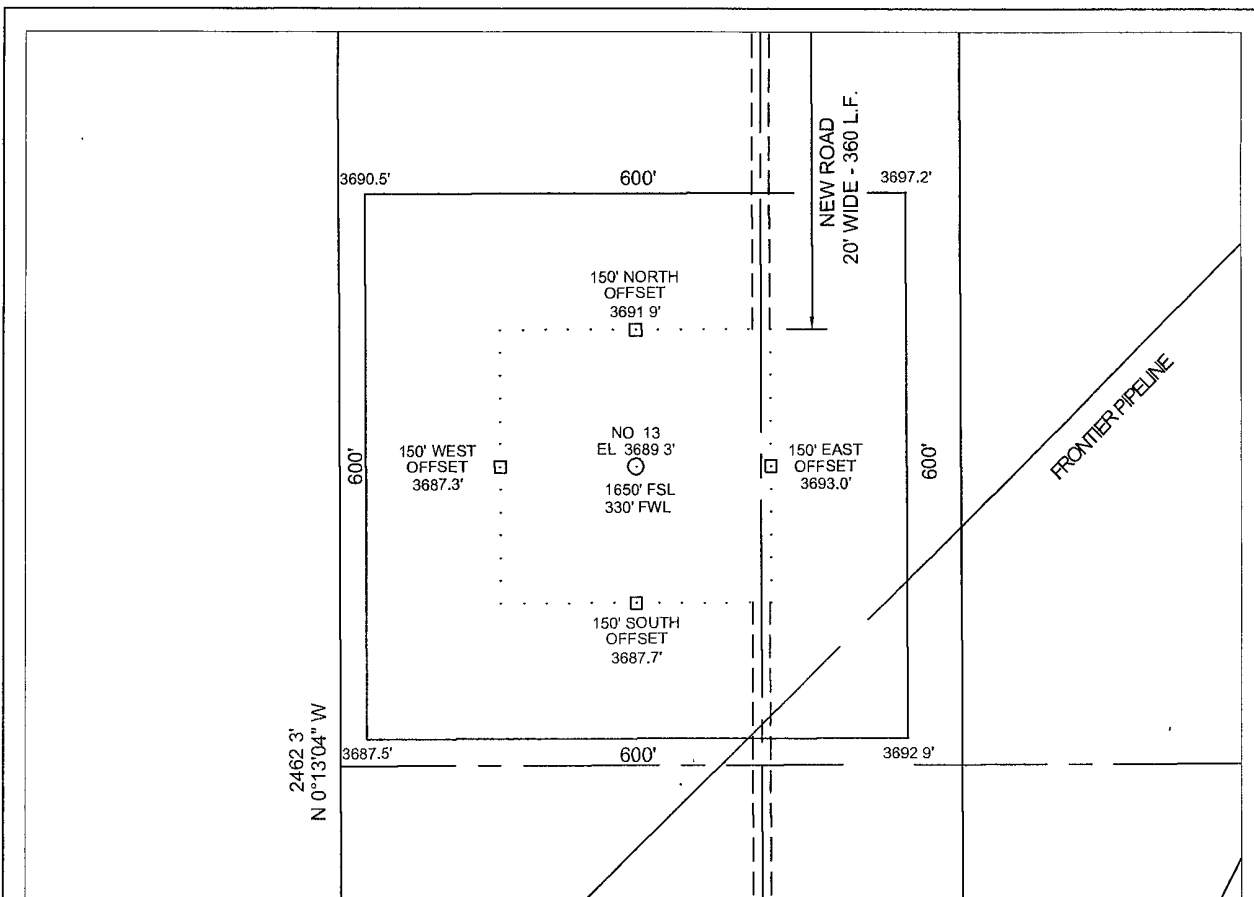 NEW ROAD
20' WIDE - 360 L.F.
3690.5'
600'
3697.2'
150' NORTH
OFFSET
3691 9'
FRONTIER PIPELINE
NO 13
EL 3689 3'
1650' FSL
330' FWL
150' WEST
OFFSET
3687.3'
150' EAST
OFFSET
3693.0'
600'
600'
150' SOUTH
OFFSET
3687.7'
2462 3'
N 0°13'04" W
3687.5'
600'
3692 9'